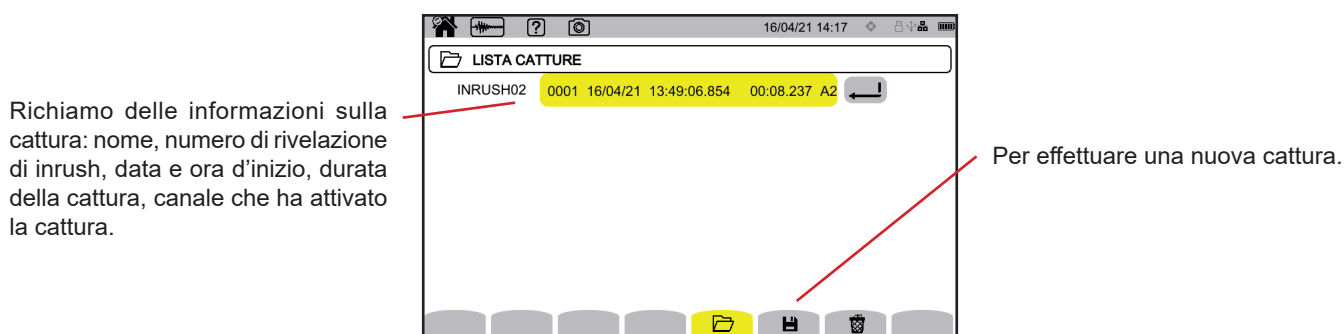 16/04/21 14:17
LISTA CATTURE
INRUSH02 0001 16/04/21 13:49:06.854 00:08.237 A2
Richiamo delle informazioni sulla
cattura: nome, numero di rivelazione
di inrush, data e ora d’inizio, durata
della cattura, canale che ha attivato
la cattura.
Per effettuare una nuova cattura.